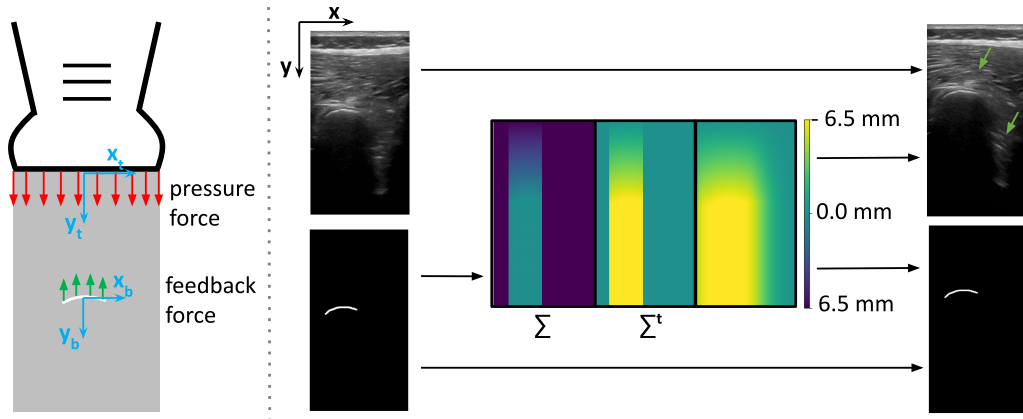 x_t
pressure
force
y_t
feedback
x_b
force
y_b
x
y
- 6.5 mm
0.0 mm
6.5 mm
∑
∑^t